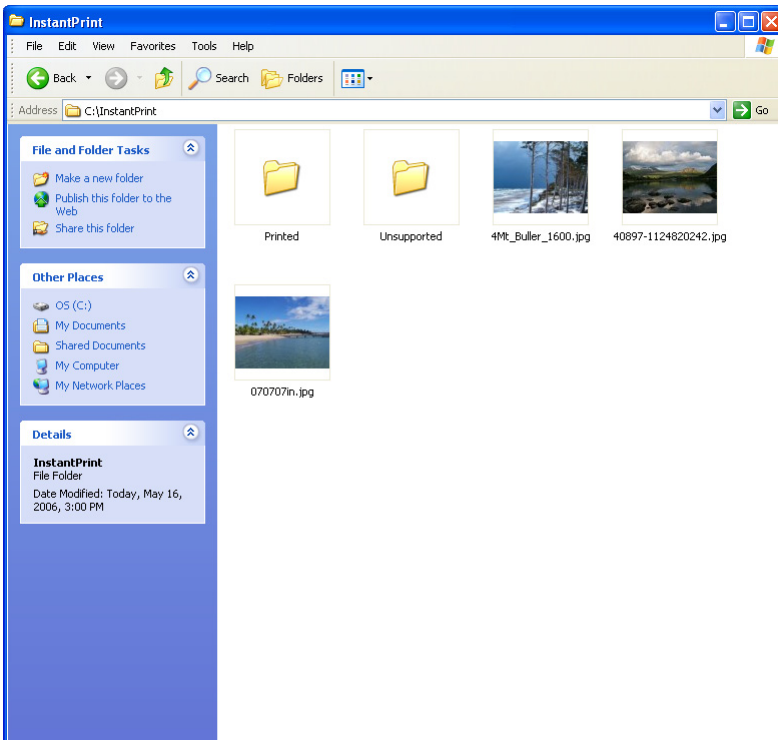 InstantPrint
File Edit View Favorites Tools Help
Back Search Folders
Address C:\InstantPrint Go
File and Folder Tasks
Make a new folder
Publish this folder to the
Web
Share this folder
Other Places
OS (C:)
My Documents
Shared Documents
My Computer
My Network Places
Details
InstantPrint
File Folder
Date Modified: Today, May 16,
2006, 3:00 PM
Printed Unsupported 4Mt_Buller_1600.jpg 40897-1124820242.jpg
070707in.jpg